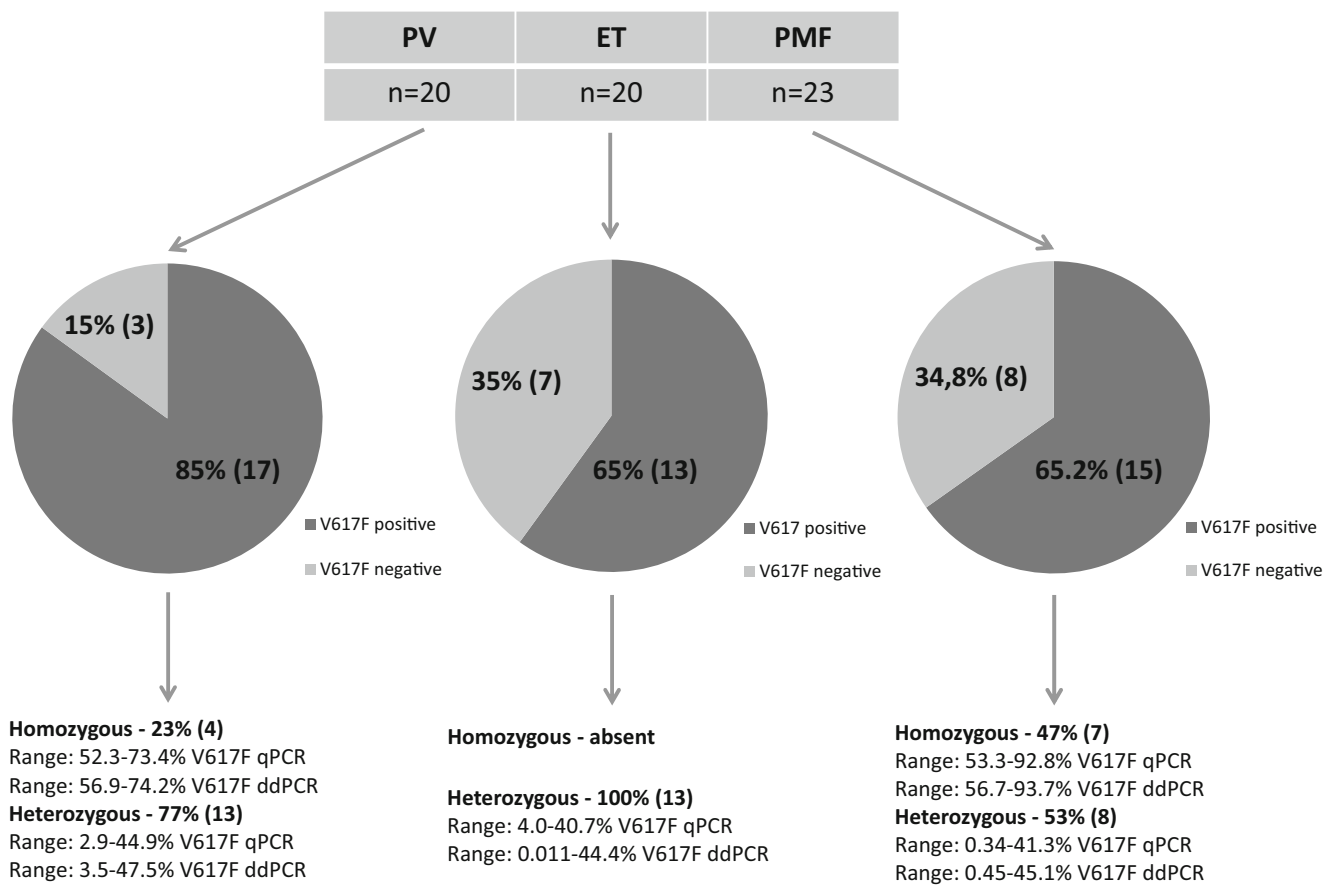 PV ET PMF
n=20 n=20 n=23
15% (3)
85% (17)
V617F positive
V617F negative
35% (7)
65% (13)
V617 positive
V617F negative
34,8% (8)
65.2% (15)
V617F positive
V617F negative
Homozygous - 23% (4)
Range: 52.3-73.4% V617F qPCR
Range: 56.9-74.2% V617F ddPCR
Heterozygous - 77% (13)
Range: 2.9-44.9% V617F qPCR
Range: 3.5-47.5% V617F ddPCR
Homozygous - absent
Heterozygous - 100% (13)
Range: 4.0-40.7% V617F qPCR
Range: 0.011-44.4% V617F ddPCR
Homozygous - 47% (7)
Range: 53.3-92.8% V617F qPCR
Range: 56.7-93.7% V617F ddPCR
Heterozygous - 53% (8)
Range: 0.34-41.3% V617F qPCR
Range: 0.45-45.1% V617F ddPCR